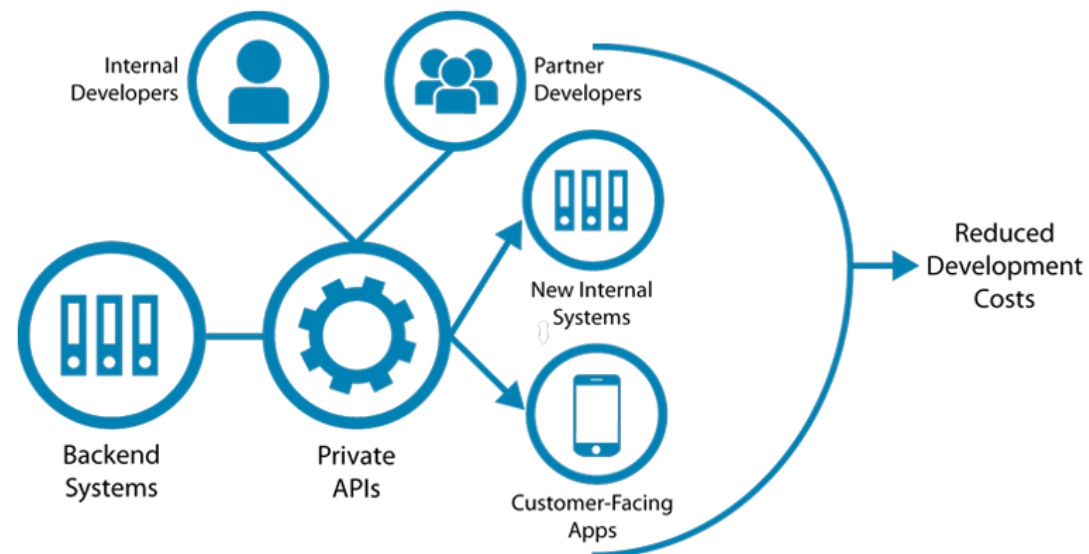 Internal
Developers
Partner
Developers
New Internal
Systems
Reduced
Development
Costs
Backend
Systems
Private
APIs
Customer-Facing
Apps